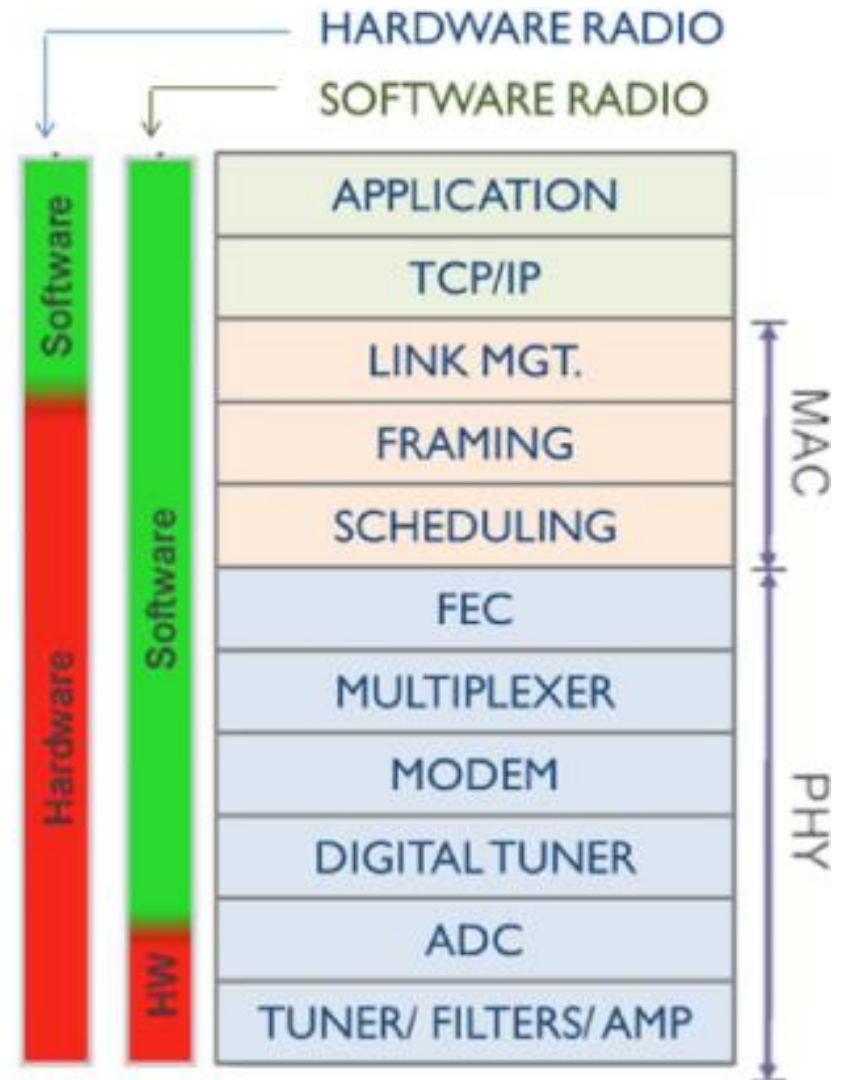 HARDWARE RADIO
SOFTWARE RADIO
Software
Hardware
Software
HW
APPLICATION
TCP/IP
LINK MGT.
FRAMING
SCHEDULING
FEC
MULTIPLEXER
MODEM
DIGITAL TUNER
ADC
TUNER/ FILTERS/ AMP
MAC
PHY